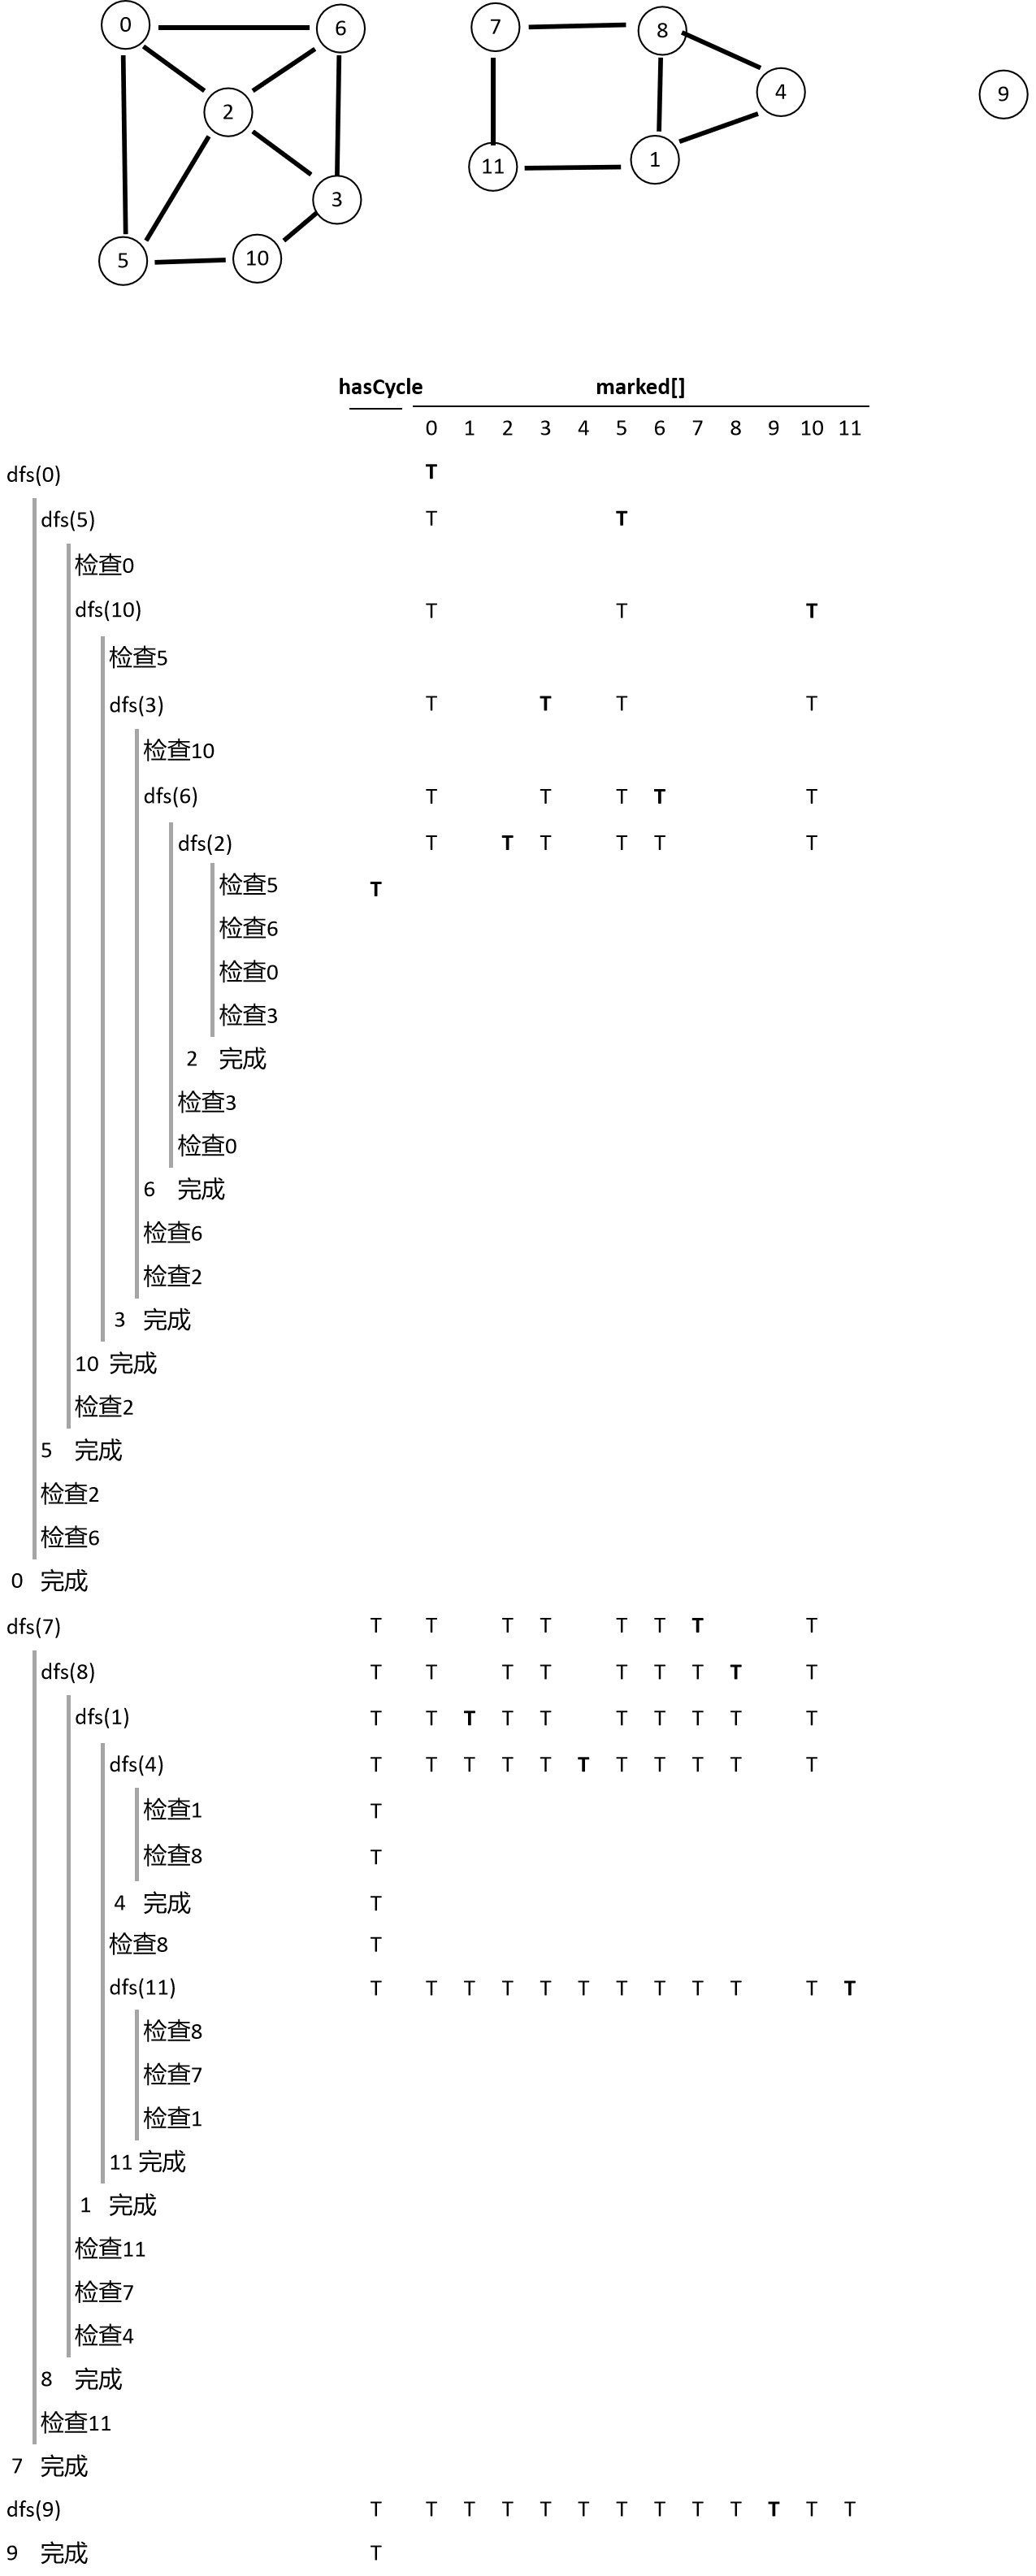 0 6 7 8
2 4 9
3 11 1
5 10
hasCycle marked[]
0 1 2 3 4 5 6 7 8 9 10 11
dfs(0) T
dfs(5) T T
检查0
dfs(10) T T T
检查5
dfs(3) T T T T
检查10
dfs(6) T T T T T
dfs(2) T T T T T T
检查5 T
检查6
检查0
检查3
2 完成
检查3
检查0
6 完成
检查6
检查2
3 完成
10 完成
检查2
5 完成
检查2
检查6
0 完成
dfs(7) T T T T T T T T
dfs(8) T T T T T T T T T
dfs(1) T T T T T T T T T T
dfs(4) T T T T T T T T T T T
检查1 T
检查8 T
4 完成 T
检查8 T
dfs(11) T T T T T T T T T T T T
检查8
检查7
检查1
11 完成
1 完成
检查11
检查7
检查4
8 完成
检查11
7 完成
dfs(9) T T T T T T T T T T T T T
9 完成 T